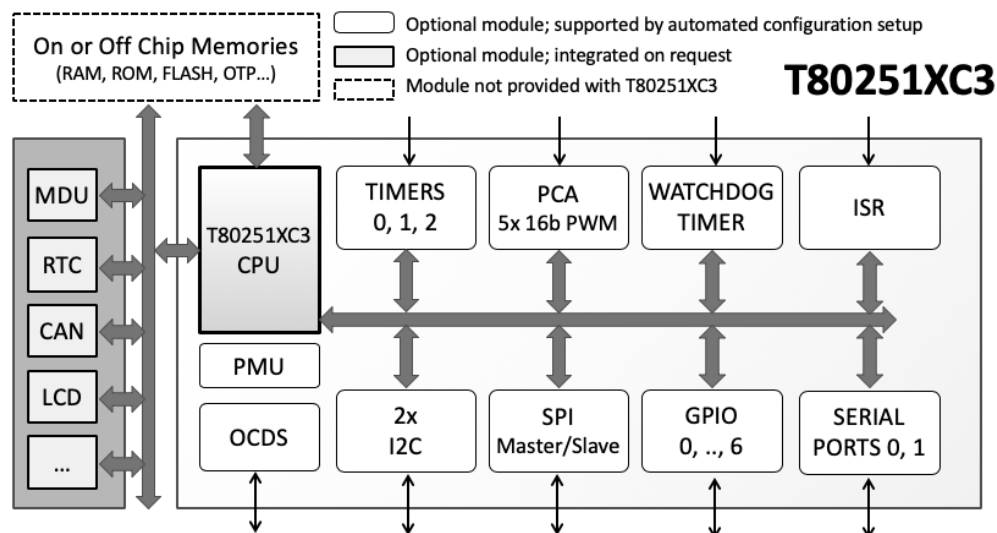 On or Off Chip Memories
(RAM, ROM, FLASH, OTP...)
Optional module; supported by automated configuration setup
Optional module; integrated on request
Module not provided with T80251XC3
T80251XC3
MDU
RTC
CAN
LCD
...
T80251XC3
CPU
PMU
OCDS
TIMERS
0, 1, 2
PCA
5x 16b PWM
WATCHDOG
TIMER
ISR
2x
I2C
SPI
Master/Slave
GPIO
0, .., 6
SERIAL
PORTS 0, 1